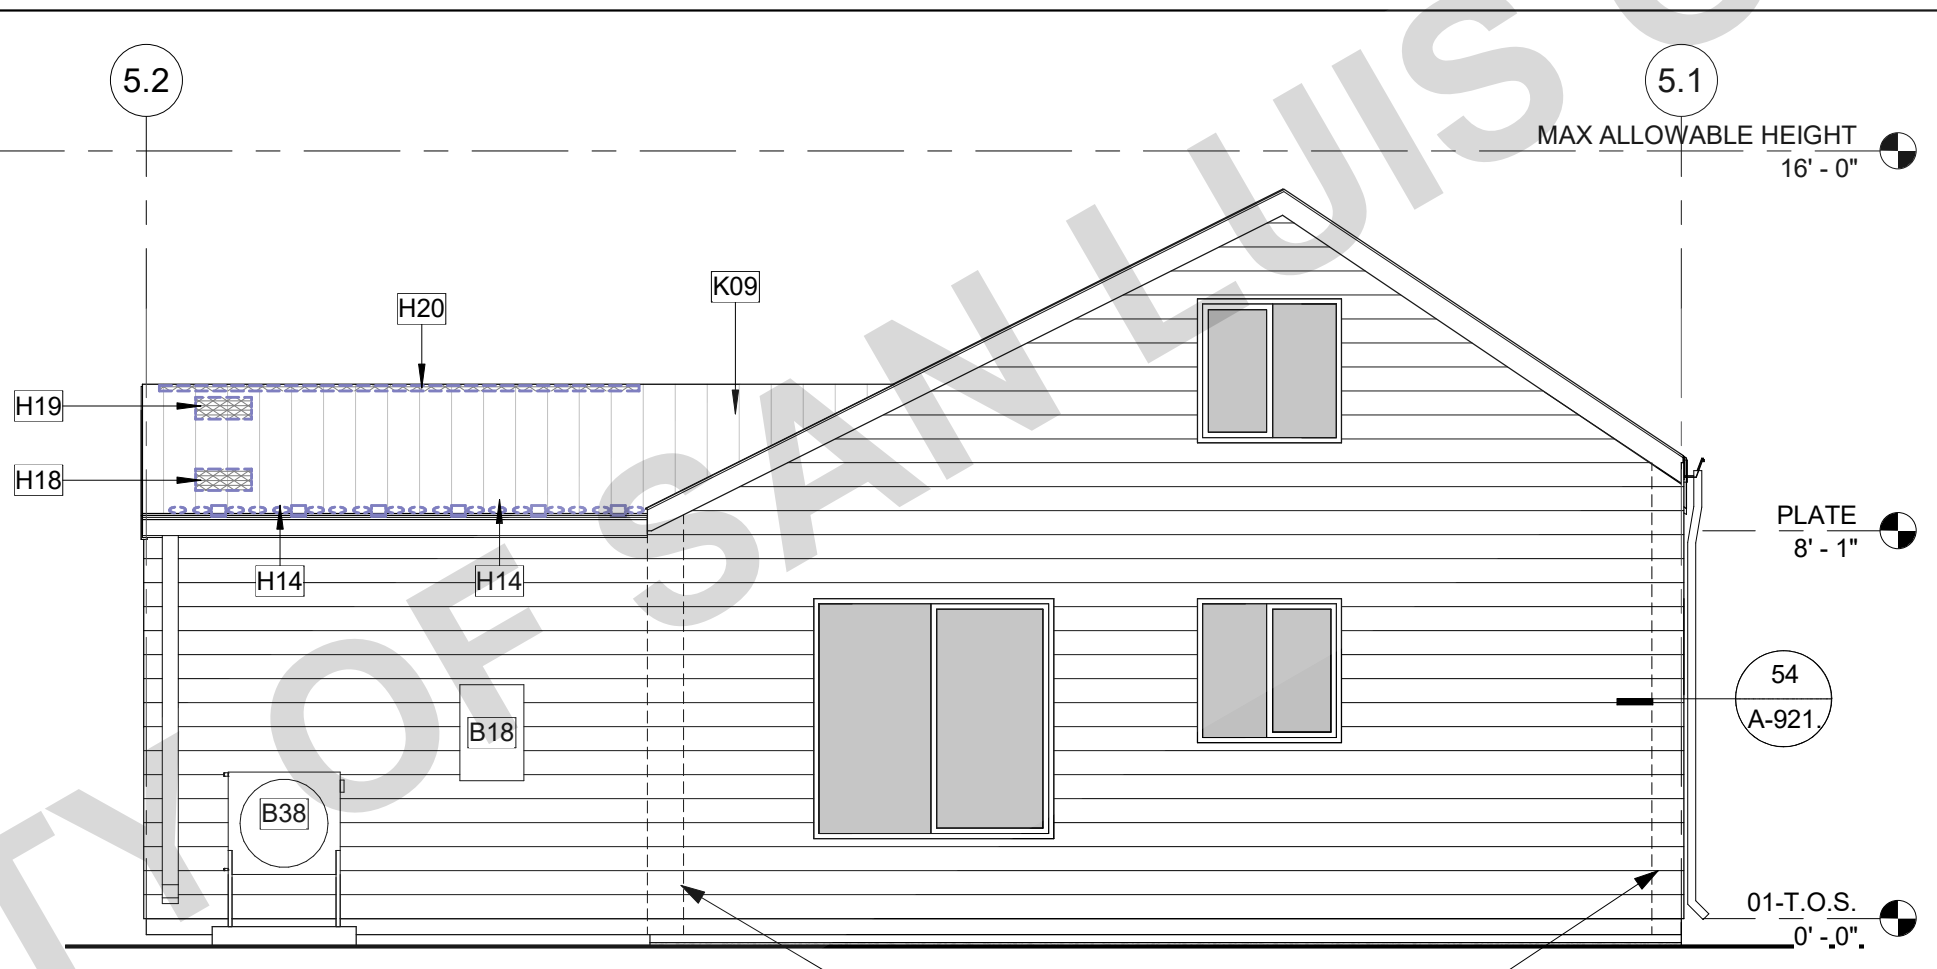 5.2
5.1
MAX ALLOWABLE HEIGHT
16' - 0"
K09
H20
H19
H18
H14
H14
PLATE
8' - 1"
54
A-921.
B18
B38
01-T.O.S.
0' - 0"
TY OF SAN LUIS